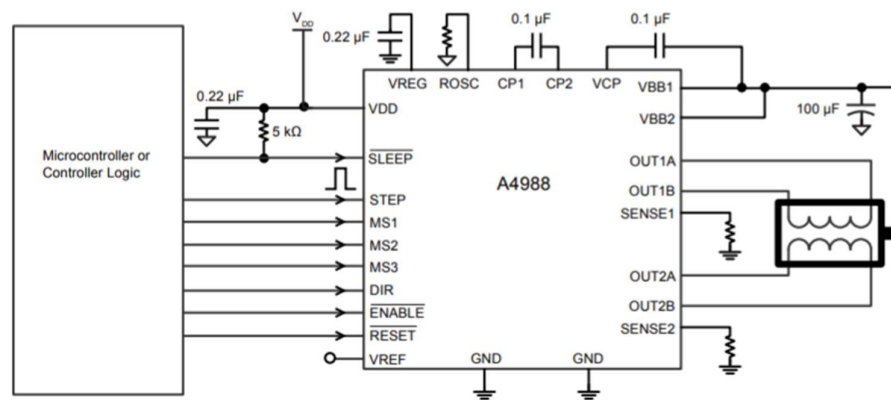 V_DD
0.1 µF
0.1 µF
0.22 µF
0.22 µF
VREG ROSC CP1 CP2 VCP
VBB1
VDD
100 µF
VBB2
5 kΩ
Microcontroller or
Controller Logic
SLEEP
OUT1A
A4988
OUT1B
STEP
SENSE1
MS1
MS2
MS3
OUT2A
DIR
OUT2B
ENABLE
SENSE2
RESET
VREF
GND GND